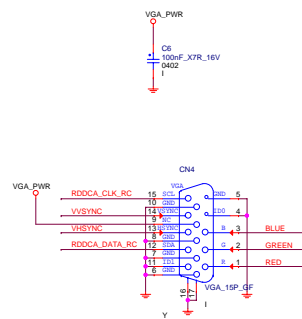 VGA_PWR
C6
100nF_X7R_16V
0402
I
CN4
VGA
VGA_PWR
RDDCA_CLK_RC 15 SCL GND 5
10 GND
VVSYNC 14 VSYNC ID0 4
9 NC
VHSYNC 13 HSYNC B 3 BLUE
8 GND
RDDCA_DATA_RC 12 SDA G 2 GREEN
7 GND
11 ID1 R 1 RED
6 GND
VGA_15P_GF
16 17
I
Y